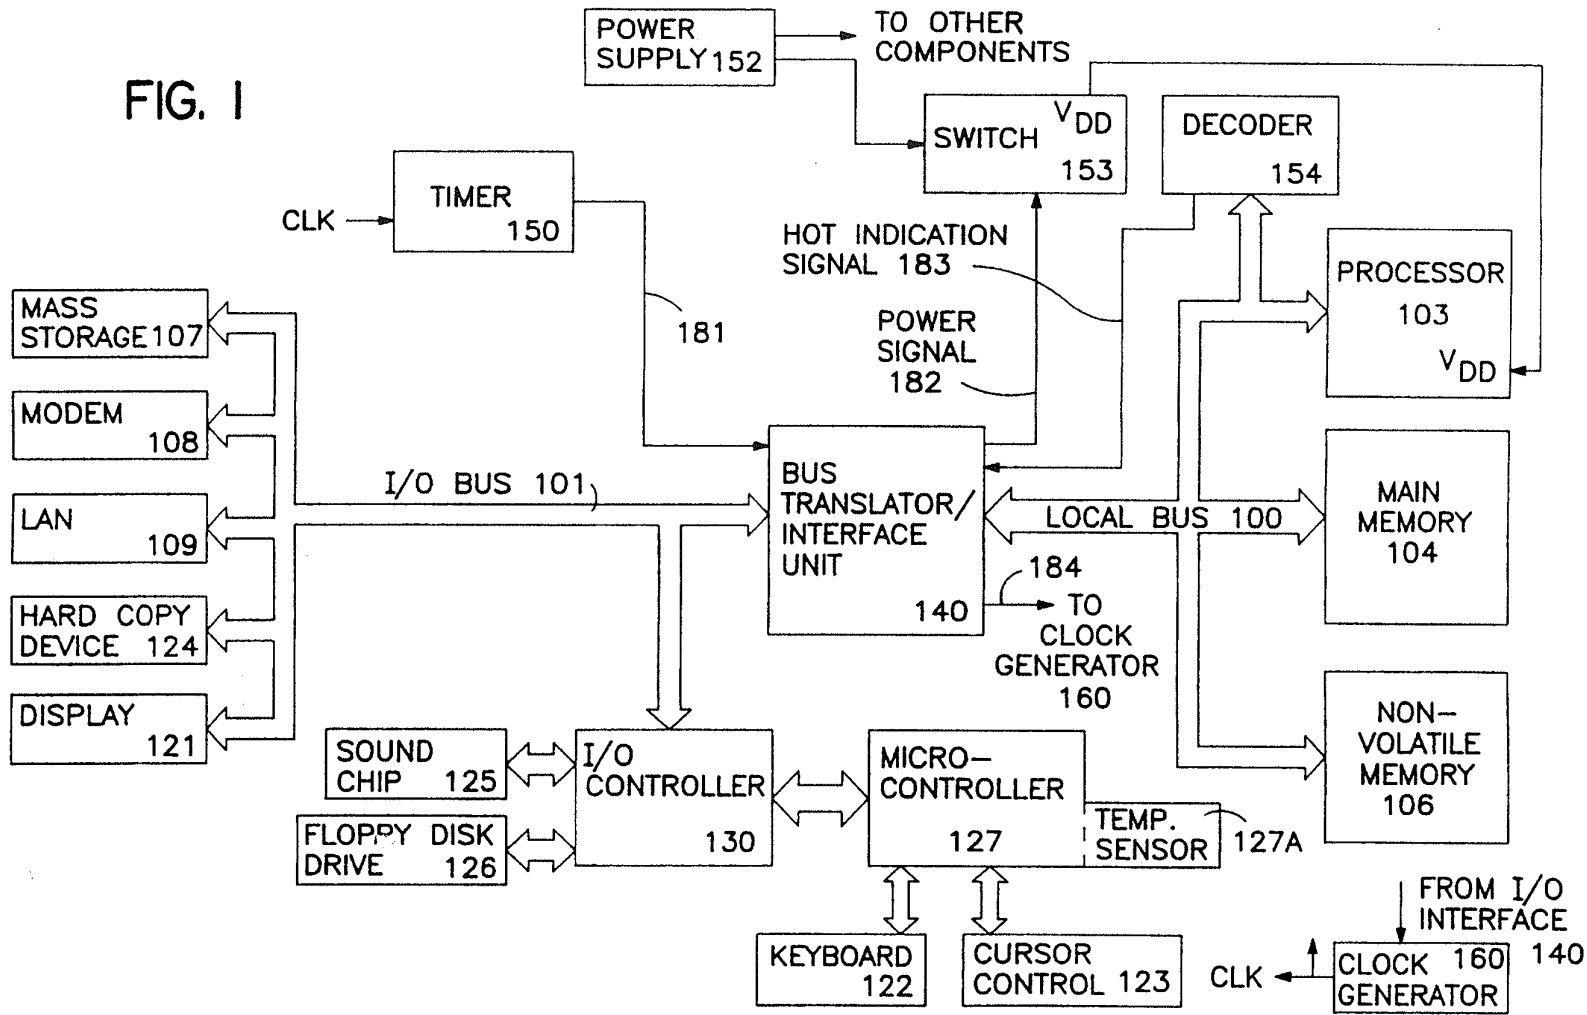 FIG. 1
POWER
SUPPLY 152
TO OTHER
COMPONENTS
SWITCH
VDD
153
DECODER
154
TIMER
150
CLK
HOT INDICATION
SIGNAL 183
PROCESSOR
103
VDD
181
POWER
SIGNAL
182
MASS
STORAGE 107
MODEM
108
LAN
109
HARD COPY
DEVICE 124
DISPLAY
121
I/O BUS 101
BUS
TRANSLATOR/
INTERFACE
UNIT
140
LOCAL BUS 100
MAIN
MEMORY
104
184
TO
CLOCK
GENERATOR
160
NON-
VOLATILE
MEMORY
106
SOUND
CHIP 125
FLOPPY DISK
DRIVE 126
I/O
CONTROLLER
130
MICRO-
CONTROLLER
127
TEMP.
SENSOR
127A
KEYBOARD
122
CURSOR
CONTROL 123
FROM I/O
INTERFACE
140
CLK
CLOCK 160
GENERATOR